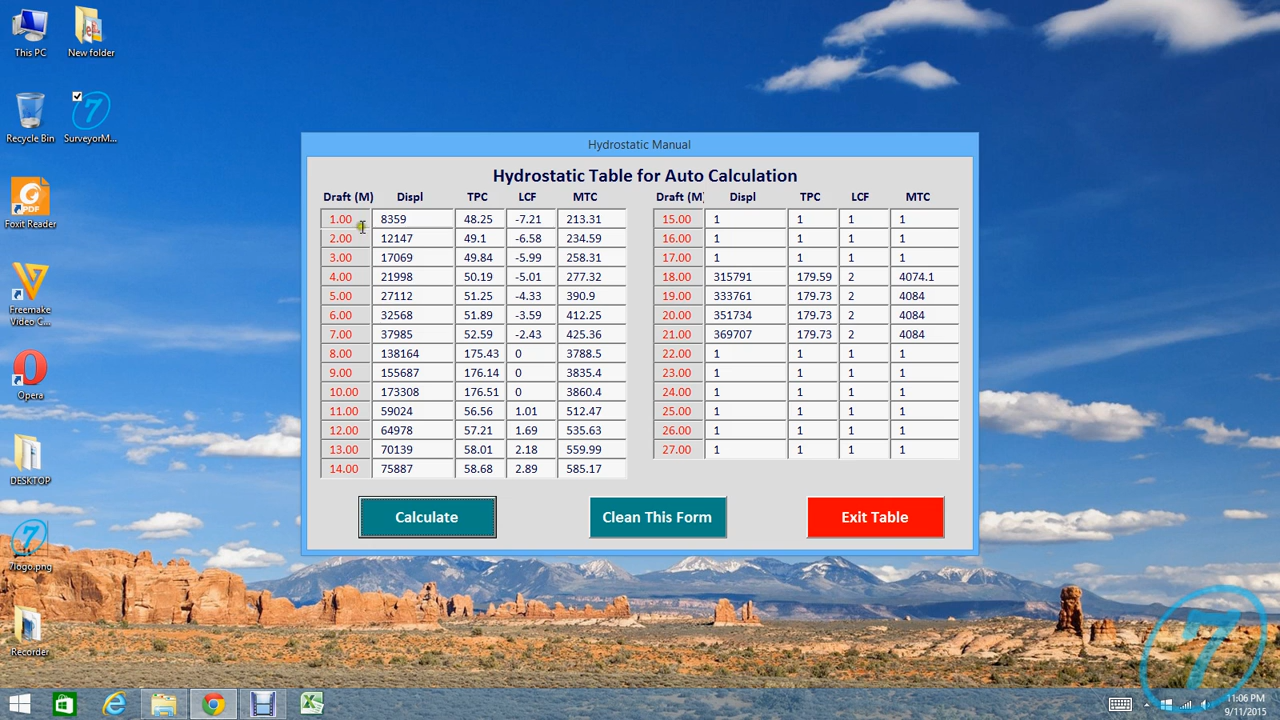 This PC
New folder
Recycle Bin
SurveyorM...
Foxit Reader
Freemake
Video C...
Opera
DESKTOP
7logo.png
Recorder
Hydrostatic Manual
Hydrostatic Table for Auto Calculation
Draft (M) Displ TPC LCF MTC
1.00 8359 48.25 -7.21 213.31
2.00 12147 49.1 -6.58 234.59
3.00 17069 49.84 -5.99 258.31
4.00 21998 50.19 -5.01 277.32
5.00 27112 51.25 -4.33 390.9
6.00 32568 51.89 -3.59 412.25
7.00 37985 52.59 -2.43 425.36
8.00 138164 175.43 0 3788.5
9.00 155687 176.14 0 3835.4
10.00 173308 176.51 0 3860.4
11.00 59024 56.56 1.01 512.47
12.00 64978 57.21 1.69 535.63
13.00 70139 58.01 2.18 559.99
14.00 75887 58.68 2.89 585.17
Draft (M) Displ TPC LCF MTC
15.00 1 1 1 1
16.00 1 1 1 1
17.00 1 1 1 1
18.00 315791 179.59 2 4074.1
19.00 333761 179.73 2 4084
20.00 351734 179.73 2 4084
21.00 369707 179.73 2 4084
22.00 1 1 1 1
23.00 1 1 1 1
24.00 1 1 1 1
25.00 1 1 1 1
26.00 1 1 1 1
27.00 1 1 1 1
Calculate
Clean This Form
Exit Table
11:06 PM
9/11/2015